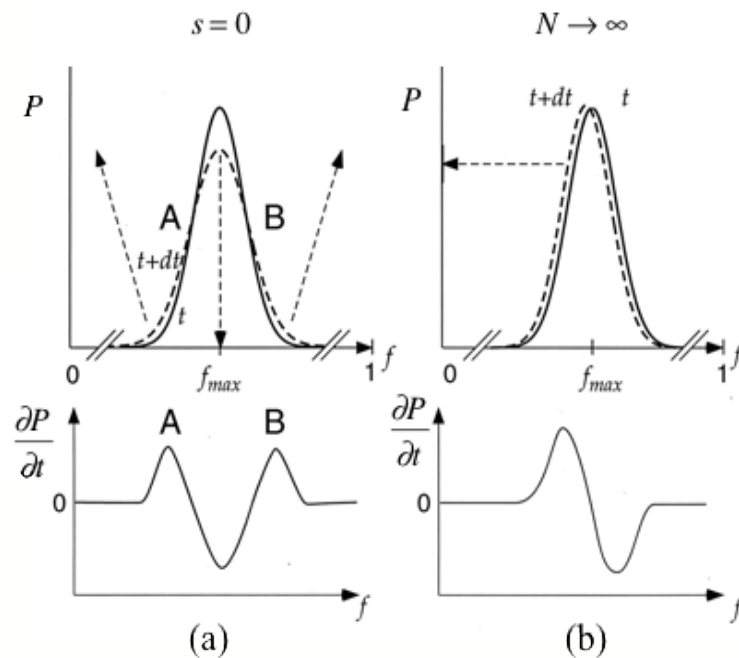 s = 0
P
A
B
t+dt
t
0
f_max
1
f
∂P/∂t
A
B
0
f
(a)
N → ∞
P
t+dt
t
0
f_max
1
f
∂P/∂t
0
f
(b)